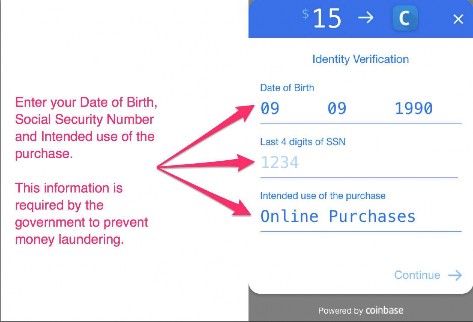 $15 → C ×
Identity Verification
Enter your Date of Birth,
Social Security Number
and Intended use of the
purchase.
This information is
required by the
government to prevent
money laundering.
Date of Birth
09 09 1990
Last 4 digits of SSN
1234
Intended use of the purchase
Online Purchases
Continue →
Powered by coinbase